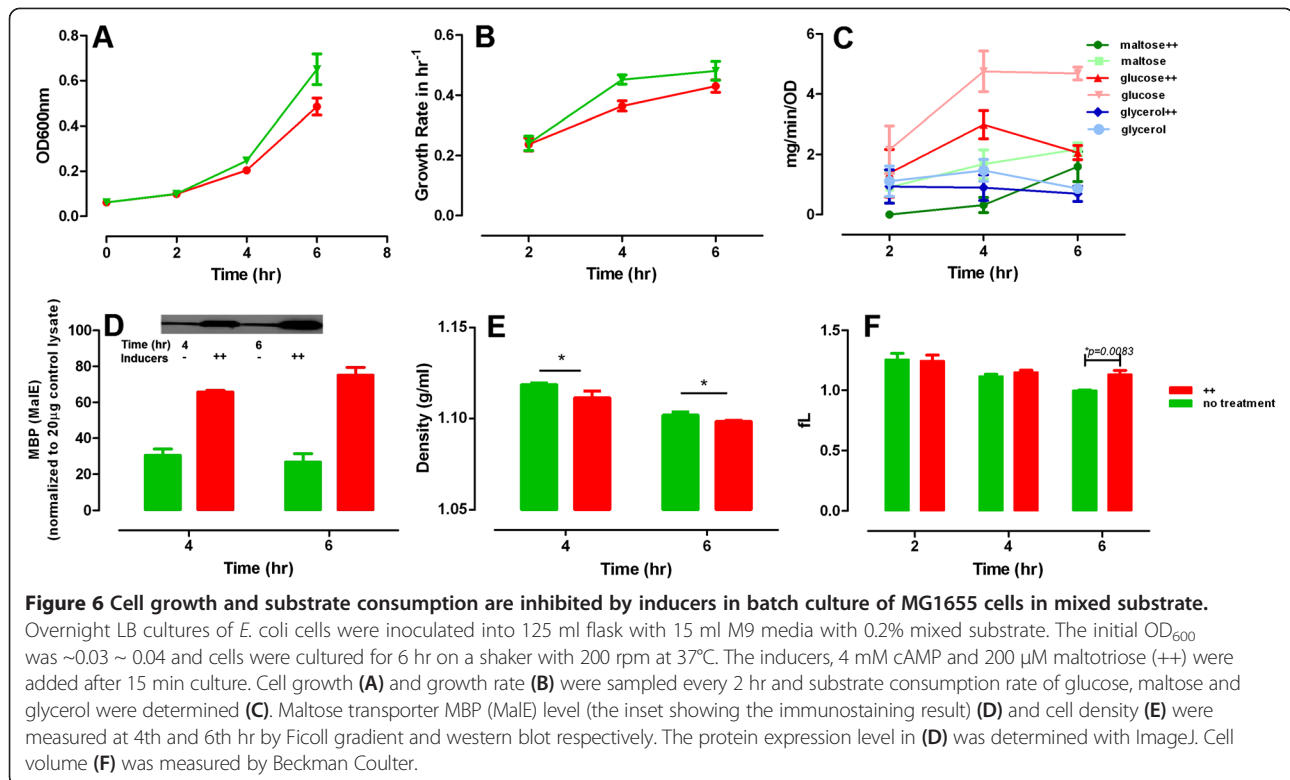 A
OD600nm
0.8
0.6
0.4
0.2
0.0
0 2 4 6 8
Time (hr)
B
Growth Rate in hr⁻¹
0.6
0.4
0.2
0.0
2 4 6
Time (hr)
C
mg/min/OD
6
4
2
0
2 4 6
Time (hr)
maltose++
maltose
glucose++
glucose
glycerol++
glycerol
D
MBP (MalE)
(normalized to 20µg control lysate)
100
80
60
40
20
0
Time (hr) 4 6
Inducers - ++ - ++
4 6
Time (hr)
E
Density (g/ml)
1.15
1.10
1.05
* *
4 6
Time (hr)
F
fL
1.5
1.0
0.5
0.0
*p=0.0083
2 4 6
Time (hr)
++
no treatment
Figure 6 Cell growth and substrate consumption are inhibited by inducers in batch culture of MG1655 cells in mixed substrate.
Overnight LB cultures of E. coli cells were inoculated into 125 ml flask with 15 ml M9 media with 0.2% mixed substrate. The initial OD₆₀₀
was ~0.03 ~ 0.04 and cells were cultured for 6 hr on a shaker with 200 rpm at 37°C. The inducers, 4 mM cAMP and 200 μM maltotriose (++) were
added after 15 min culture. Cell growth (A) and growth rate (B) were sampled every 2 hr and substrate consumption rate of glucose, maltose and
glycerol were determined (C). Maltose transporter MBP (MalE) level (the inset showing the immunostaining result) (D) and cell density (E) were
measured at 4th and 6th hr by Ficoll gradient and western blot respectively. The protein expression level in (D) was determined with ImageJ. Cell
volume (F) was measured by Beckman Coulter.